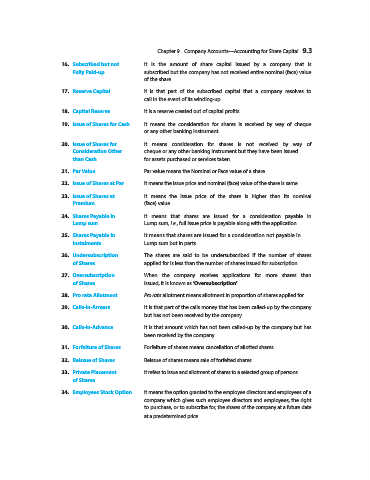 Chapter 9 Company Accounts—Accounting for Share Capital 9.3
16. Subscribed but not It is the amount of share capital issued by a company that is
Fully Paid-up subscribed but the company has not received entire nominal (face) value
of the share
17. Reserve Capital It is that part of the subscribed capital that a company resolves to
call in the event of its winding-up
18. Capital Reserve It is a reserve created out of capital profits
19. Issue of Shares for Cash It means the consideration for shares is received by way of cheque
or any other banking instrument
20. Issue of Shares for It means consideration for shares is not received by way of
Consideration Other cheque or any other banking instrument but they have been issued
than Cash for assets purchased or services taken
21. Par Value Par value means the Nominal or Face value of a share
22. Issue of Shares at Par It means the issue price and nominal (face) value of the share is same
23. Issue of Shares at It means the issue price of the share is higher than its nominal
Premium (face) value
24. Shares Payable in It means that shares are issued for a consideration payable in
Lump sum Lump sum, i.e., full issue price is payable along with the application
25. Shares Payable in It means that shares are issued for a consideration not payable in
Instalments Lump sum but in parts
26. Undersubscription The shares are said to be undersubscribed if the number of shares
of Shares applied for is less than the number of shares issued for subscription
27. Oversubscription When the company receives applications for more shares than
of Shares issued, it is known as 'Oversubscription'
28. Pro rata Allotment Pro rata allotment means allotment in proportion of shares applied for
29. Calls-in-Arrears It is that part of the calls money that has been called-up by the company
but has not been received by the company
30. Calls-in-Advance It is that amount which has not been called-up by the company but has
been received by the company
31. Forfeiture of Shares Forfeiture of shares means cancellation of allotted shares
32. Reissue of Shares Reissue of shares means sale of forfeited shares
33. Private Placement It refers to issue and allotment of shares to a selected group of persons
of Shares
34. Employees Stock Option It means the option granted to the employee directors and employees of a
company which gives such employee directors and employees, the right
to purchase, or to subscribe for, the shares of the company at a future date
at a predetermined price